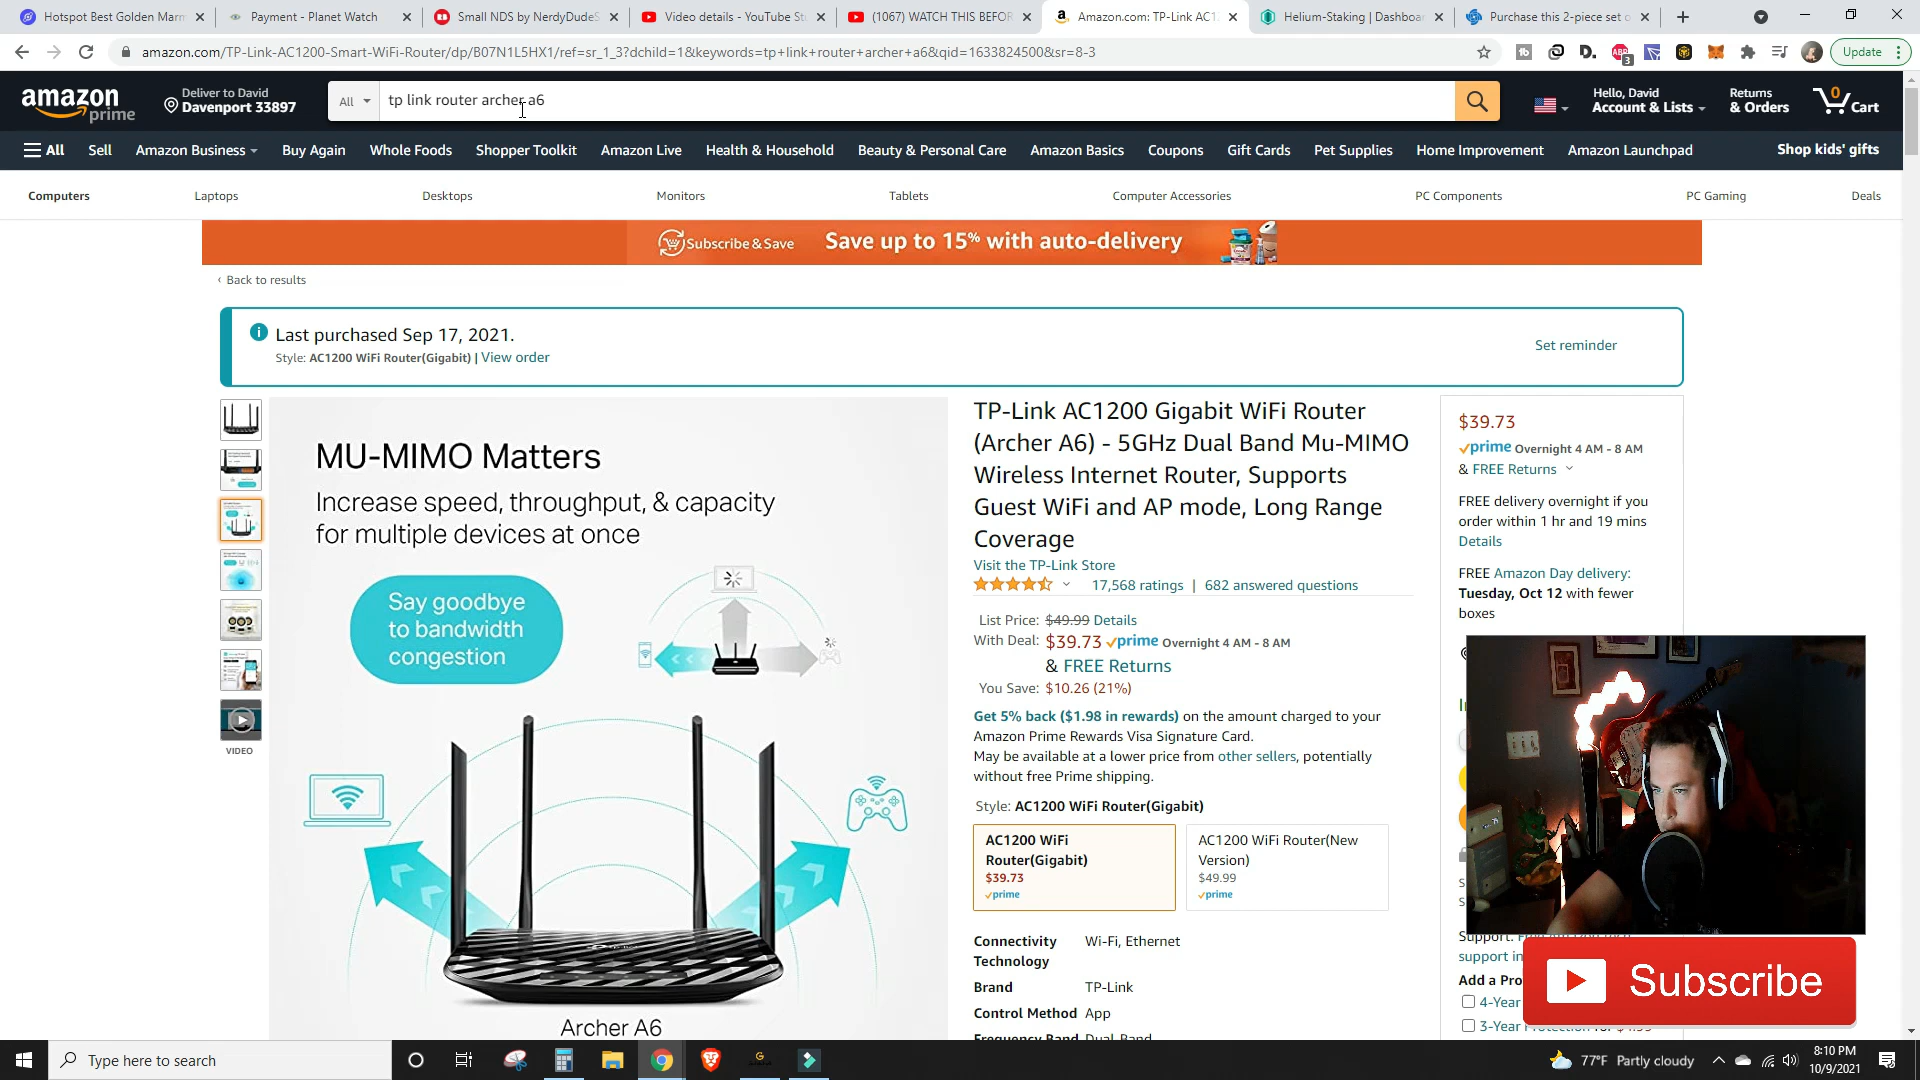 Hotspot Best Golden Marm
Payment - Planet Watch
Small NDS by NerdyDudeS
Video details - YouTube Stu
(1067) WATCH THIS BEFOR
Amazon.com: TP-Link AC1
Helium-Staking | Dashboar
Purchase this 2-piece set o
amazon.com/TP-Link-AC1200-Smart-WiFi-Router/dp/B07N1L5HX1/ref=sr_1_3?dchild=1&keywords=tp+link+router+archer+a6&qid=1633824500&sr=8-3
Update
amazon
prime
Deliver to David
Davenport 33897
All
tp link router archer a6
Hello, David
Account & Lists
Returns
& Orders
0
Cart
All
Sell
Amazon Business
Buy Again
Whole Foods
Shopper Toolkit
Amazon Live
Health & Household
Beauty & Personal Care
Amazon Basics
Coupons
Gift Cards
Pet Supplies
Home Improvement
Amazon Launchpad
Shop kids' gifts
Computers
Laptops
Desktops
Monitors
Tablets
Computer Accessories
PC Components
PC Gaming
Deals
Subscribe & Save
Save up to 15% with auto-delivery
‹ Back to results
Last purchased Sep 17, 2021.
Style: AC1200 WiFi Router(Gigabit) | View order
Set reminder
VIDEO
MU-MIMO Matters
Increase speed, throughput, & capacity
for multiple devices at once
Say goodbye
to bandwidth
congestion
Archer A6
TP-Link AC1200 Gigabit WiFi Router
(Archer A6) - 5GHz Dual Band Mu-MIMO
Wireless Internet Router, Supports
Guest WiFi and AP mode, Long Range
Coverage
Visit the TP-Link Store
17,568 ratings | 682 answered questions
List Price: $49.99 Details
With Deal: $39.73 prime Overnight 4 AM - 8 AM
& FREE Returns
You Save: $10.26 (21%)
Get 5% back ($1.98 in rewards) on the amount charged to your
Amazon Prime Rewards Visa Signature Card.
May be available at a lower price from other sellers, potentially
without free Prime shipping.
Style: AC1200 WiFi Router(Gigabit)
AC1200 WiFi
Router(Gigabit)
$39.73
prime
AC1200 WiFi Router(New
Version)
$49.99
prime
Connectivity
Technology
Wi-Fi, Ethernet
Brand
TP-Link
Control Method
App
Frequency Band
Dual-Band
$39.73
prime Overnight 4 AM - 8 AM
& FREE Returns
FREE delivery overnight if you
order within 1 hr and 19 mins
Details
FREE Amazon Day delivery:
Tuesday, Oct 12 with fewer
boxes
Support:
support in
Add a Pro
4-Year
3-Year
Subscribe
Type here to search
77°F Partly cloudy
8:10 PM
10/9/2021